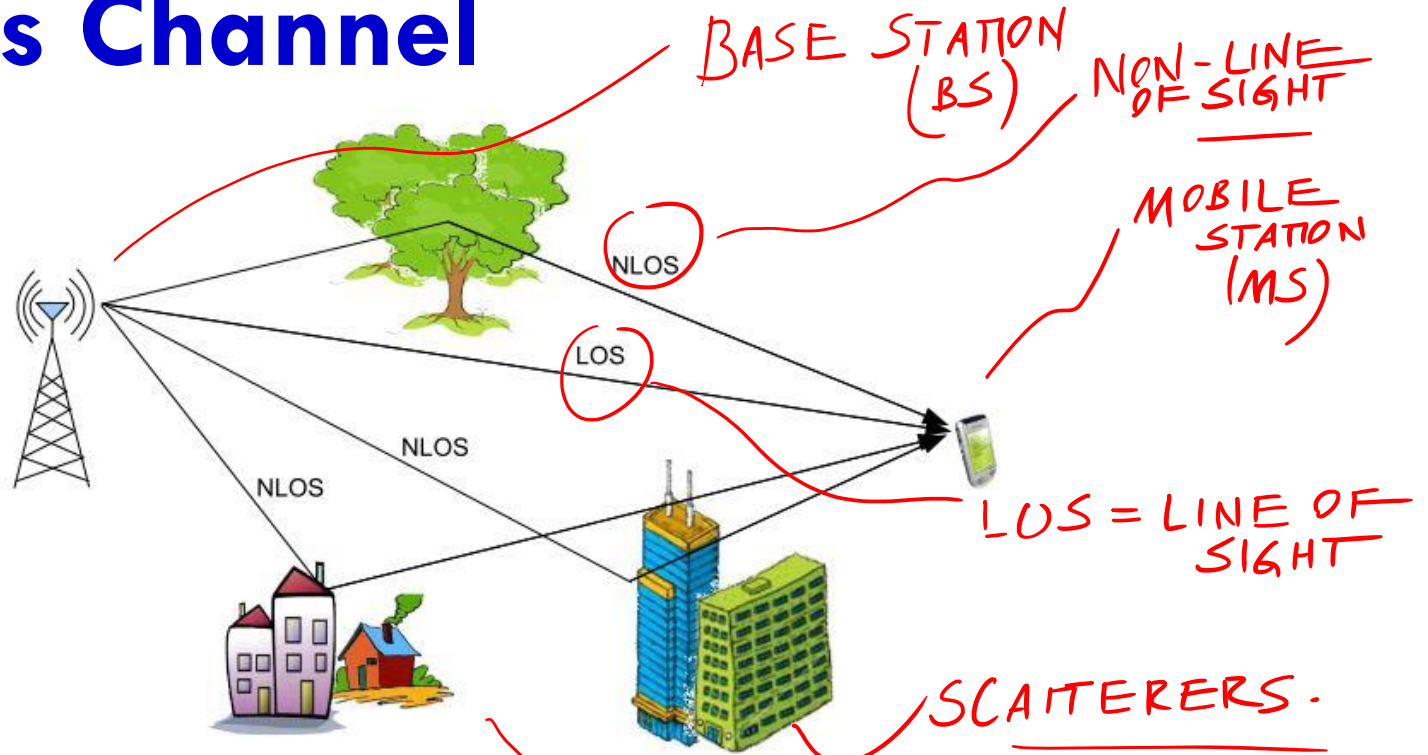 s Channel
BASE STATION
(BS)
NON-LINE
OF SIGHT
MOBILE
STATION
(MS)
NLOS
LOS
NLOS
NLOS
LOS = LINE OF
SIGHT
SCATTERERS.